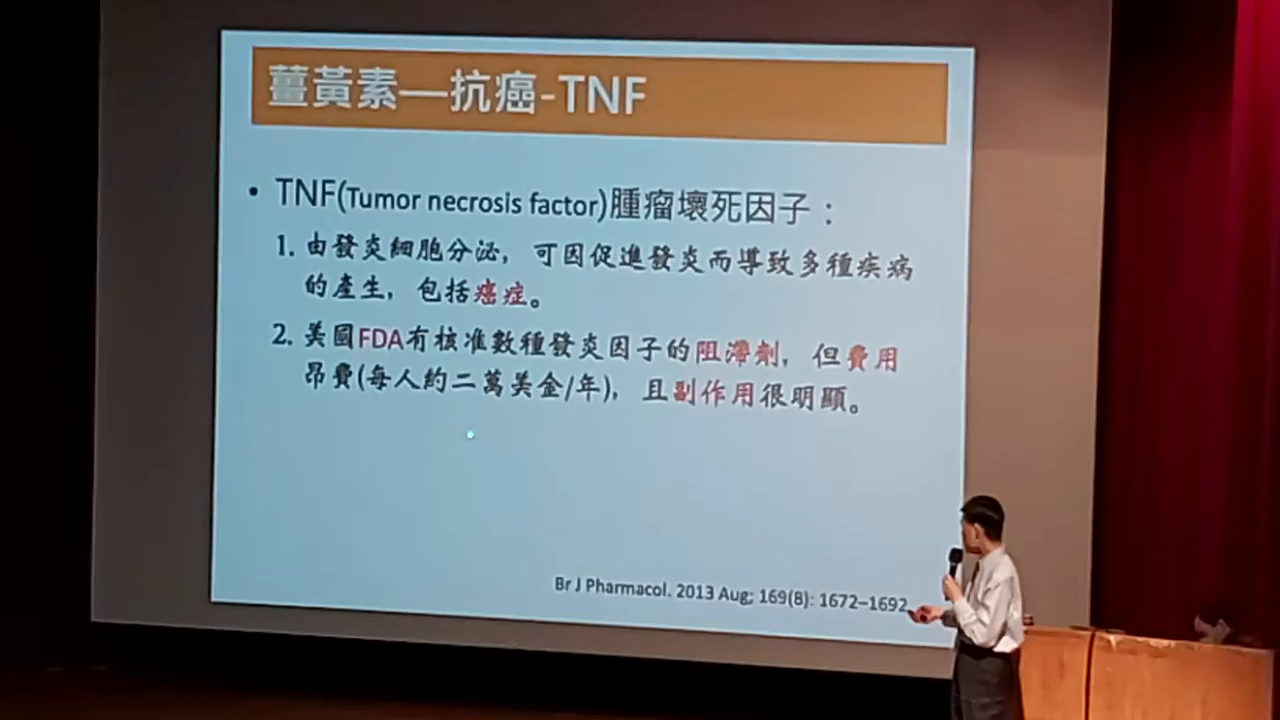 薑黃素—抗癌-TNF
• TNF(Tumor necrosis factor)腫瘤壞死因子：
1. 由發炎細胞分泌，可因促進發炎而導致多種疾病
的產生，包括癌症。
2. 美國FDA有核准數種發炎因子的阻滯劑，但費用
昂費(每人約二萬美金/年)，且副作用很明顯。
Br J Pharmacol. 2013 Aug; 169(8): 1672–1692